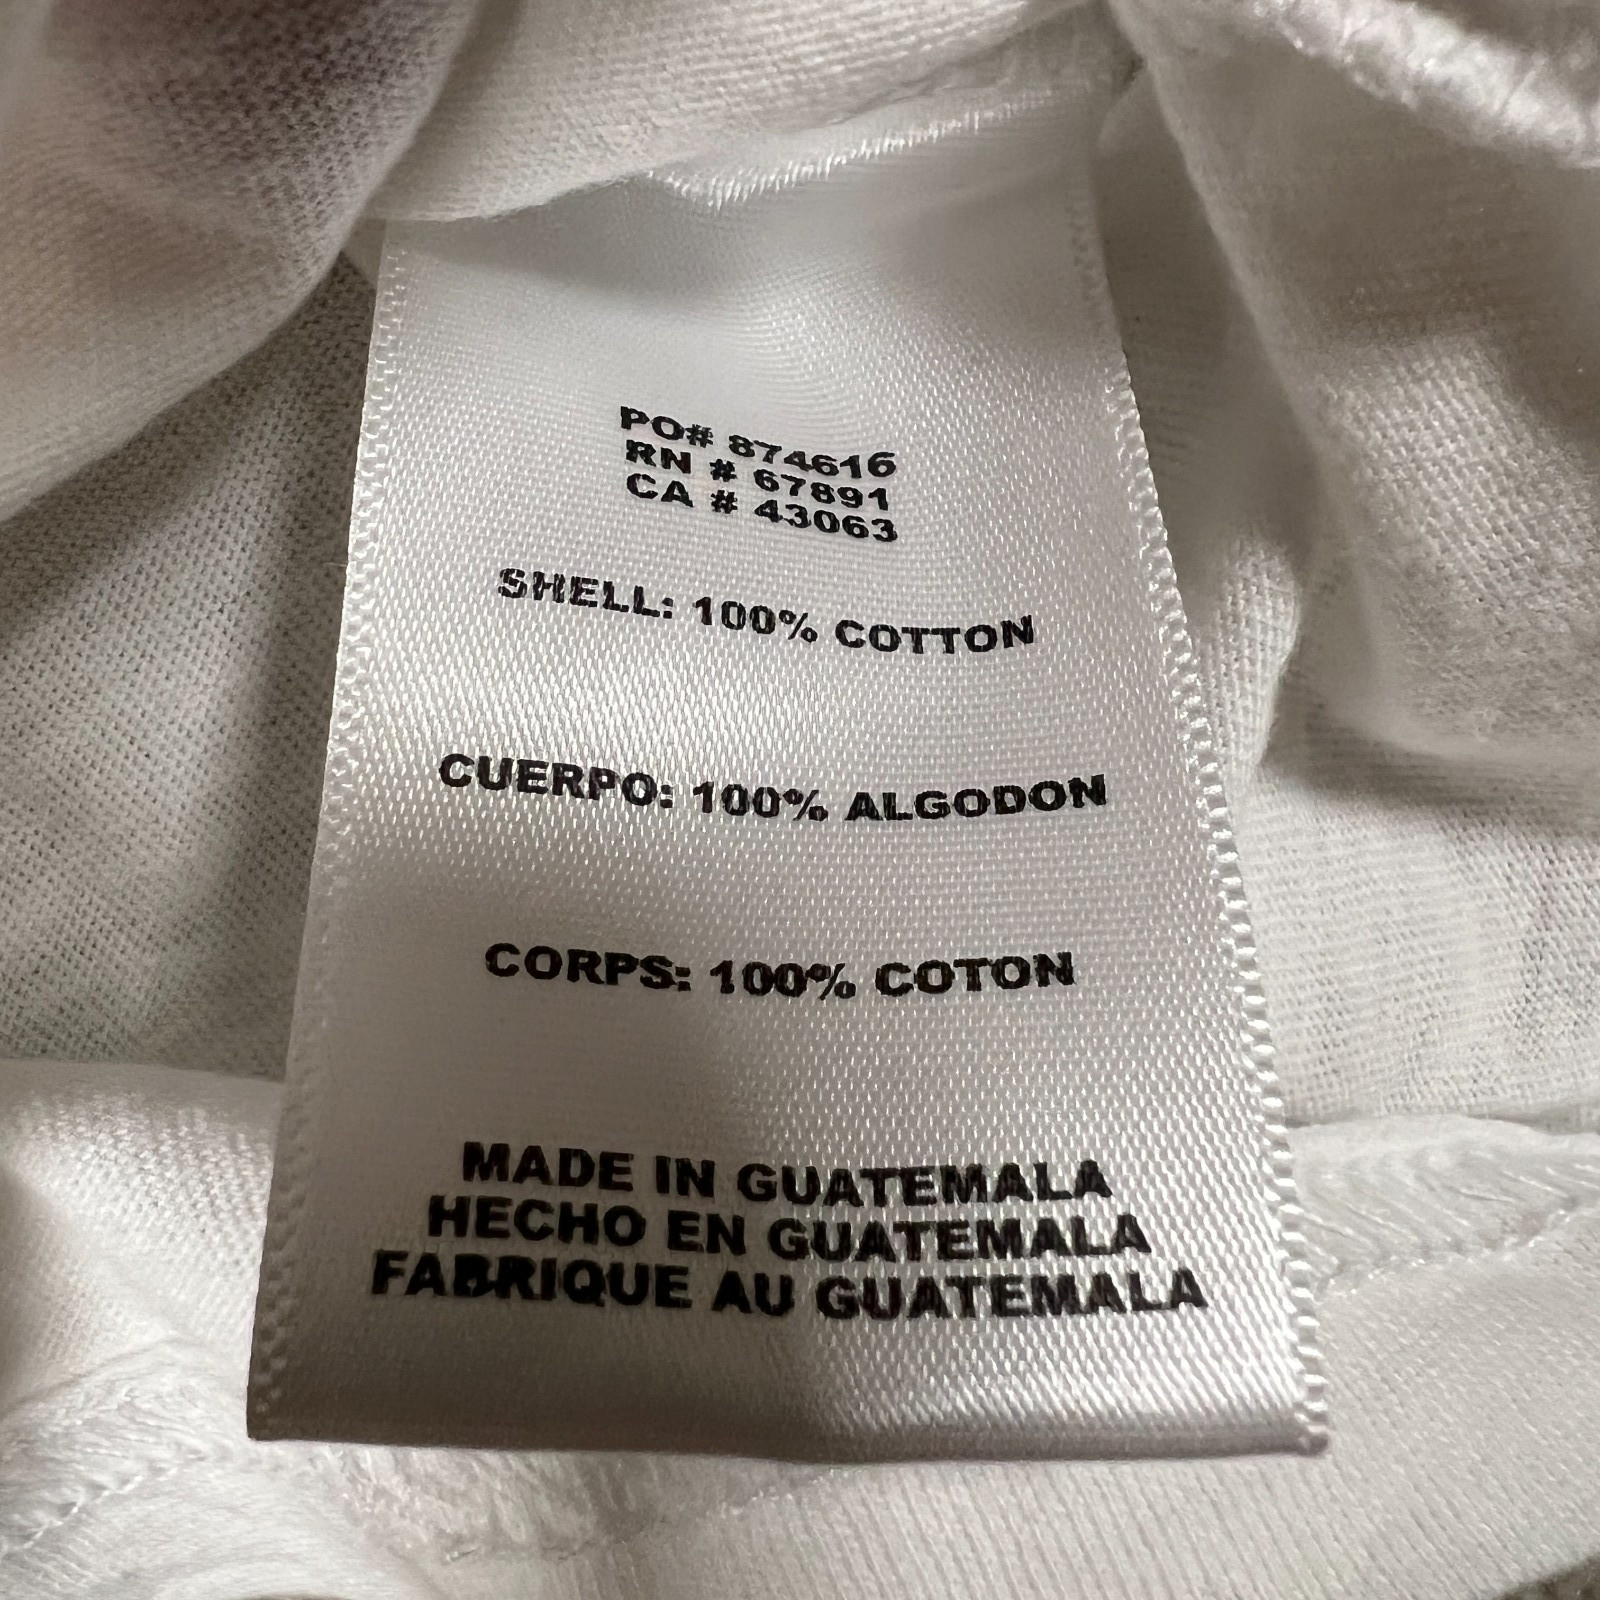 PO# 874616
RN # 67891
CA # 43063
SHELL: 100% COTTON
CUERPO: 100% ALGODON
CORPS: 100% COTON
MADE IN GUATEMALA
HECHO EN GUATEMALA
FABRIQUE AU GUATEMALA